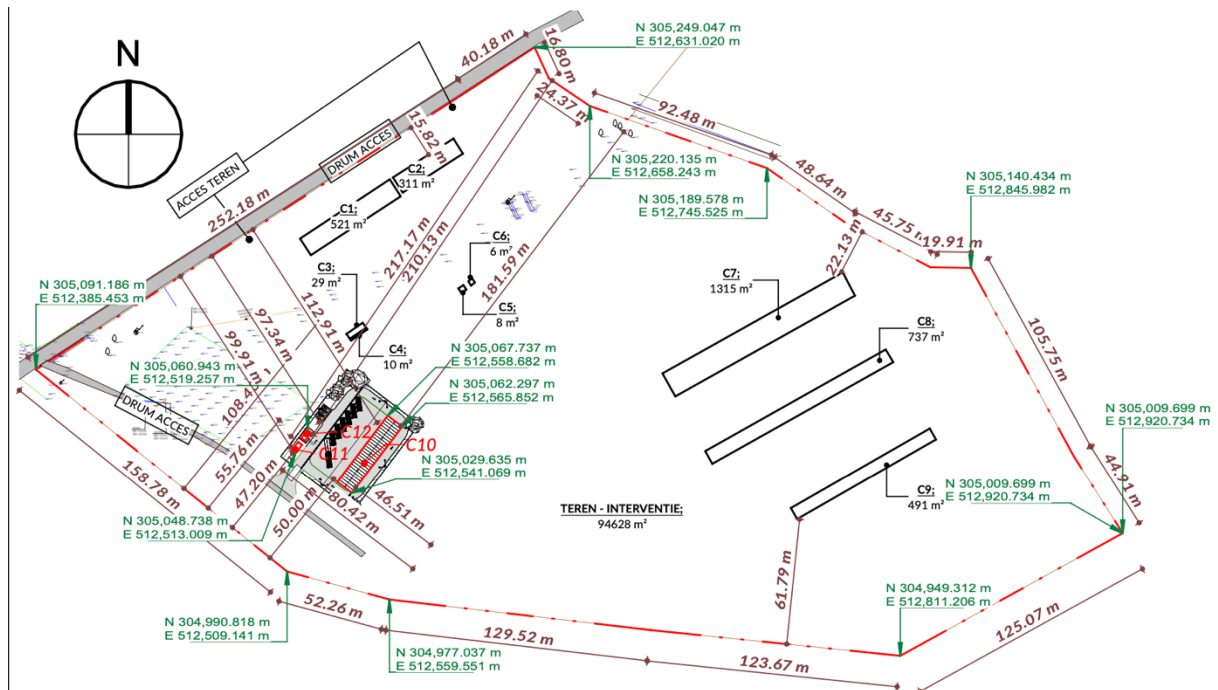 N
N 305,249.047 m
E 512,631.020 m
40.18 m
16.80 m
24.37 m
92.48 m
15.82 m
DRUM ACCES
ACCES TEREN
C2;
311 m²
C1;
521 m²
252.18 m
N 305,220.135 m
E 512,658.243 m
N 305,189.578 m
E 512,745.525 m
48.64 m
N 305,140.434 m
E 512,845.982 m
45.75 m
19.91 m
22.13 m
217.17 m
210.13 m
181.59 m
C6;
6 m²
C5;
8 m²
C3;
29 m²
C4;
10 m²
C7;
1315 m²
C8;
737 m²
C9;
491 m²
105.75 m
N 305,091.186 m
E 512,385.453 m
112.91 m
97.34 m
99.91 m
108.45 m
N 305,060.943 m
E 512,519.257 m
N 305,067.737 m
E 512,558.682 m
N 305,062.297 m
E 512,565.852 m
DRUM ACCES
C12
C11
C10
N 305,029.635 m
E 512,541.069 m
55.76 m
47.20 m
50.00 m
80.42 m
46.51 m
158.78 m
N 305,009.699 m
E 512,920.734 m
44.91 m
N 305,009.699 m
E 512,920.734 m
TEREN - INTERVENTIE;
94628 m²
N 305,048.738 m
E 512,513.009 m
61.79 m
N 304,949.312 m
E 512,811.206 m
125.07 m
52.26 m
129.52 m
123.67 m
N 304,990.818 m
E 512,509.141 m
N 304,977.037 m
E 512,559.551 m